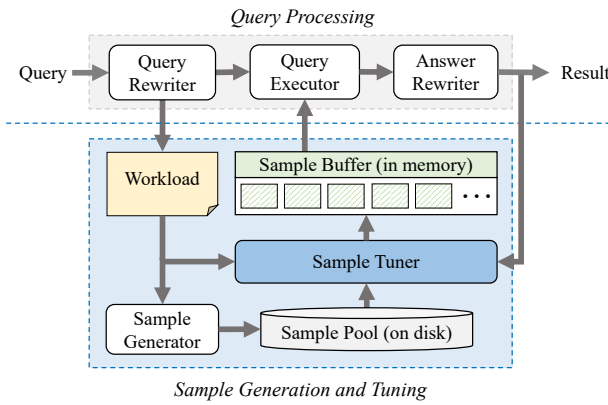 Query Processing
Query
Query
Rewriter
Query
Executor
Answer
Rewriter
Result
Workload
Sample Buffer (in memory)
...
Sample Tuner
Sample
Generator
Sample Pool (on disk)
Sample Generation and Tuning